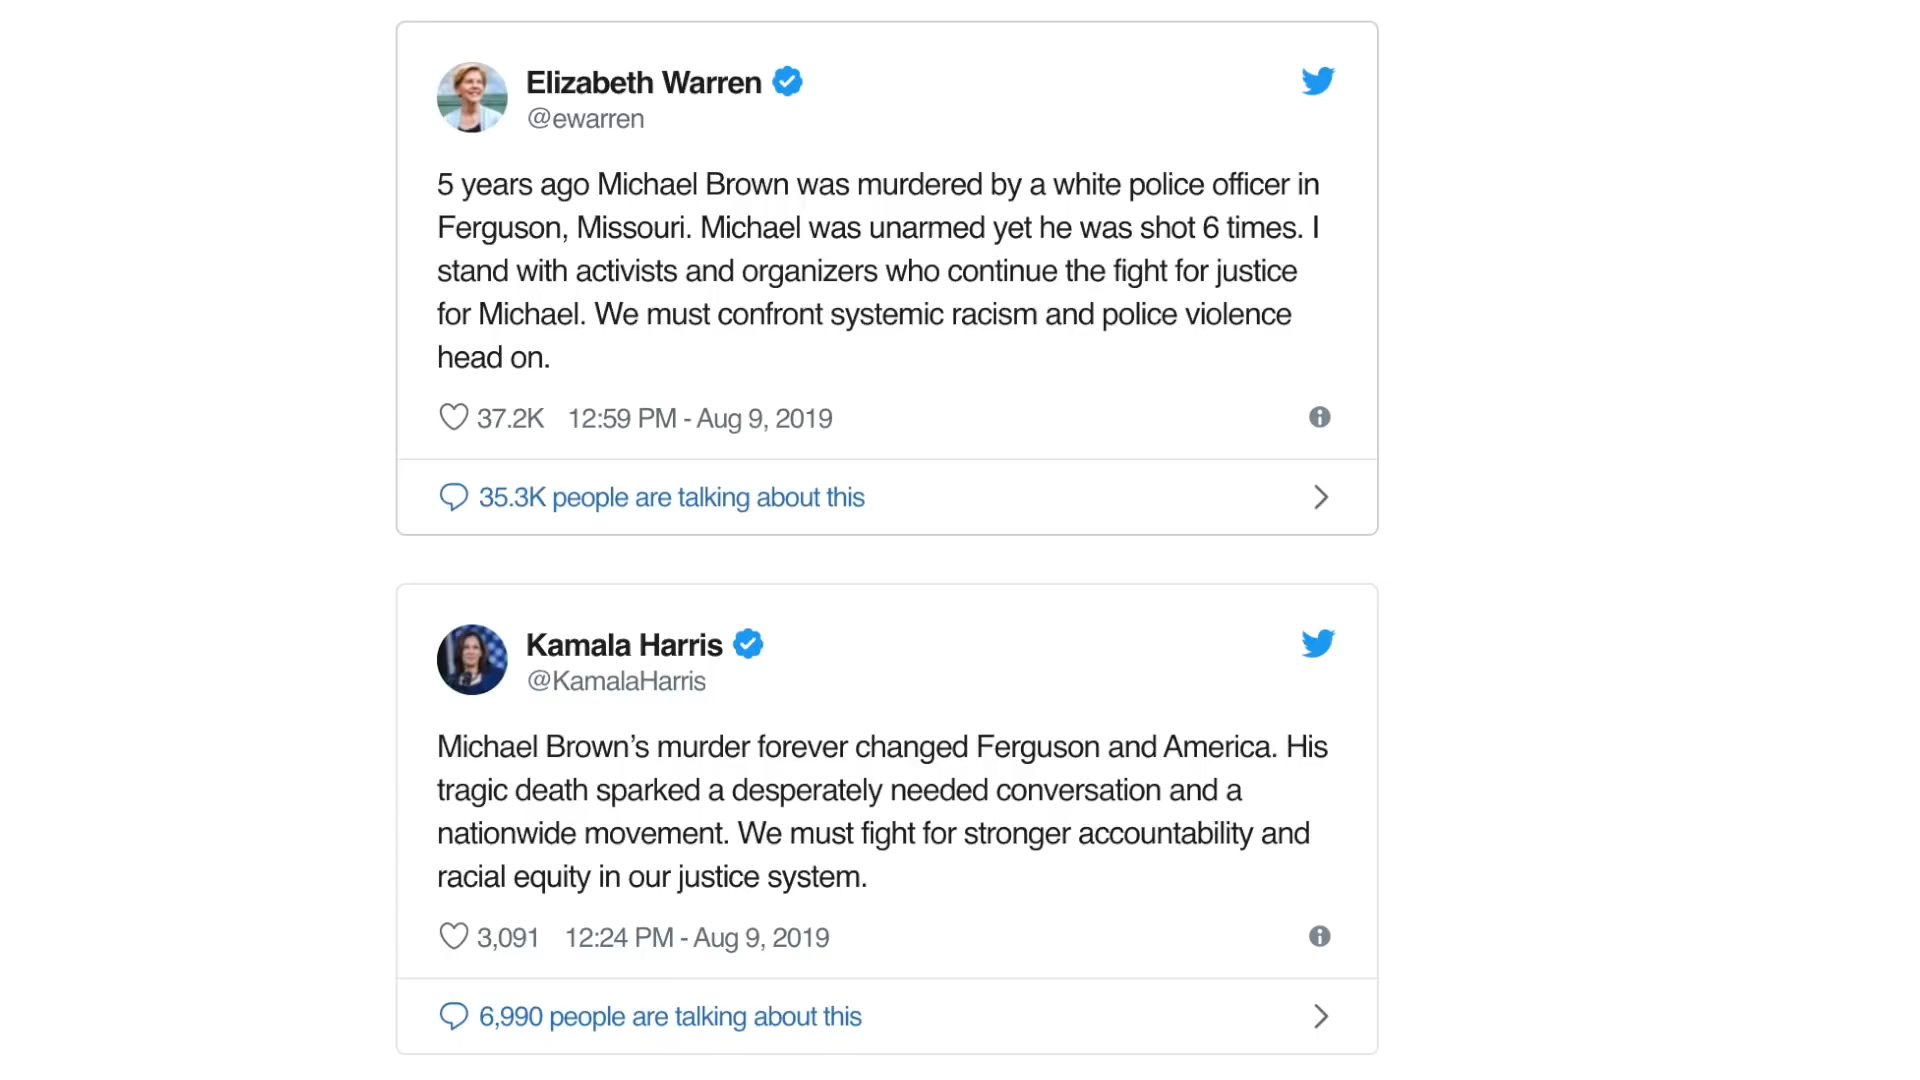 Elizabeth Warren
@ewarren
5 years ago Michael Brown was murdered by a white police officer in
Ferguson, Missouri. Michael was unarmed yet he was shot 6 times. I
stand with activists and organizers who continue the fight for justice
for Michael. We must confront systemic racism and police violence
head on.
37.2K 12:59 PM - Aug 9, 2019
35.3K people are talking about this
Kamala Harris
@KamalaHarris
Michael Brown’s murder forever changed Ferguson and America. His
tragic death sparked a desperately needed conversation and a
nationwide movement. We must fight for stronger accountability and
racial equity in our justice system.
3,091 12:24 PM - Aug 9, 2019
6,990 people are talking about this